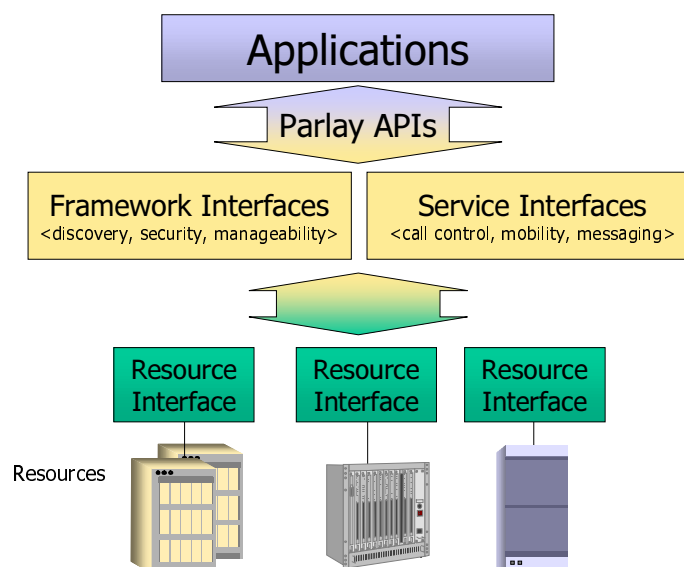 Applications
Parlay APIs
Framework Interfaces
<discovery, security, manageability>
Service Interfaces
<call control, mobility, messaging>
Resource
Interface
Resource
Interface
Resource
Interface
Resources